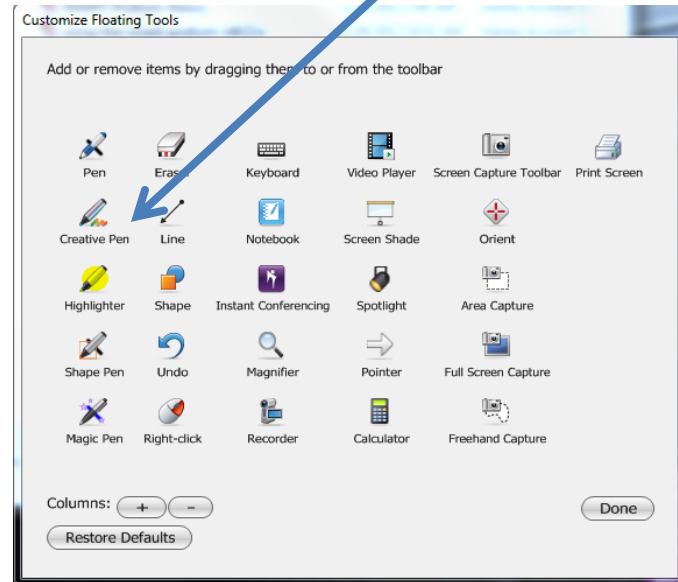 Customize Floating Tools
Add or remove items by dragging them to or from the toolbar
Pen Eraser Keyboard Video Player Screen Capture Toolbar Print Screen
Creative Pen Line Notebook Screen Shade Orient
Highlighter Shape Instant Conferencing Spotlight Area Capture
Shape Pen Undo Magnifier Pointer Full Screen Capture
Magic Pen Right-click Recorder Calculator Freehand Capture
Columns: + -
Done
Restore Defaults